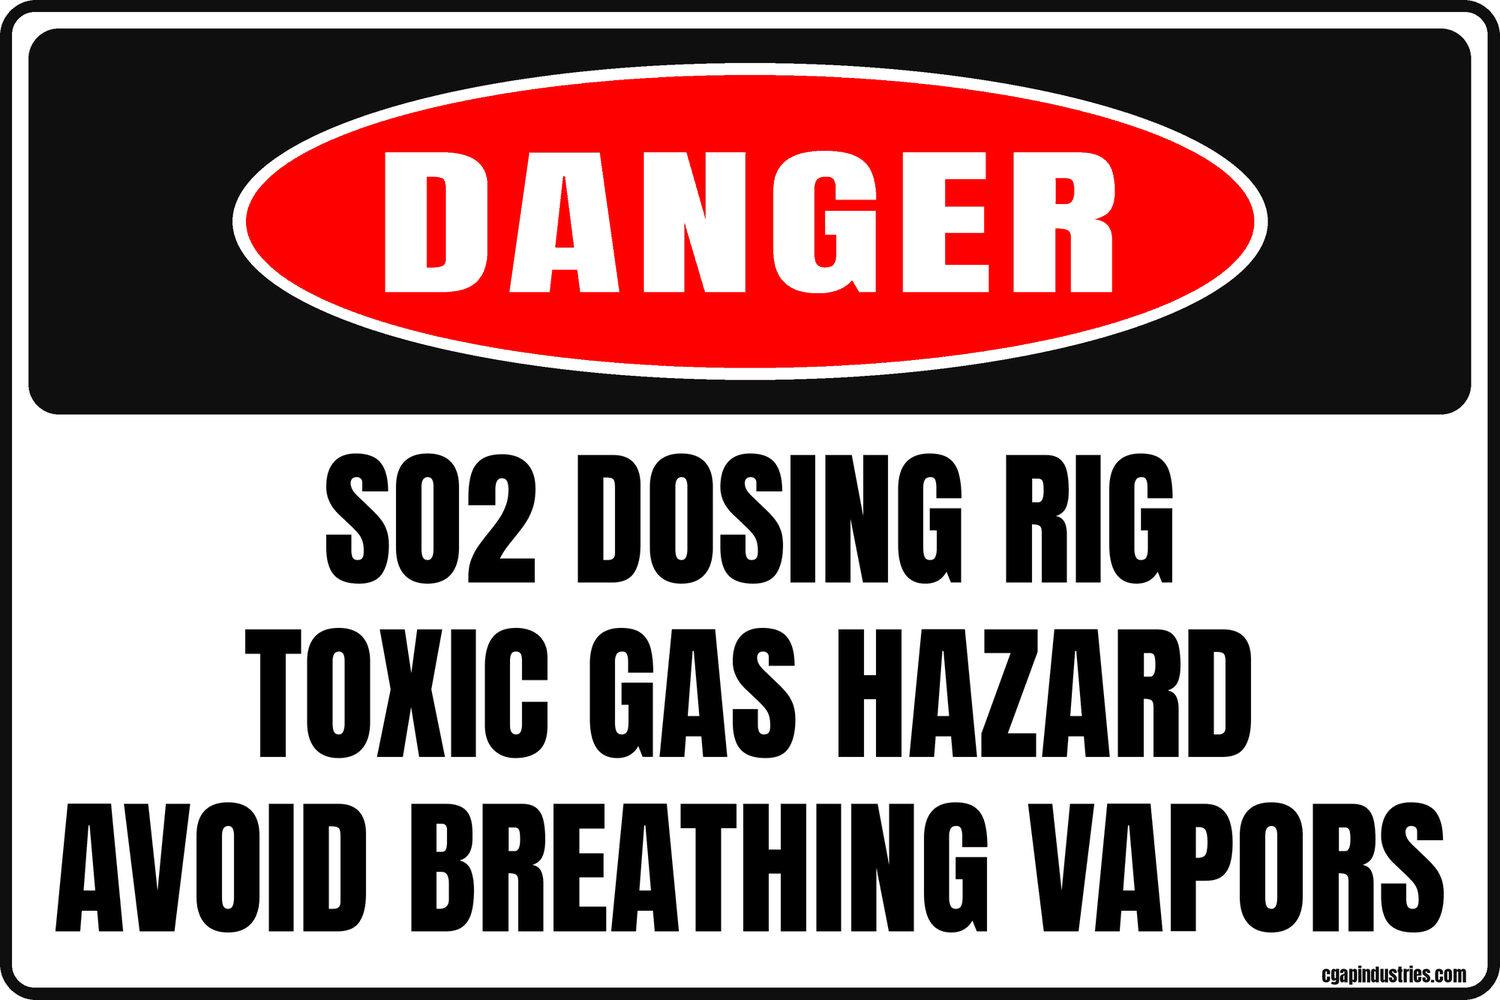 DANGER
SO2 DOSING RIG
TOXIC GAS HAZARD
AVOID BREATHING VAPORS
cgapindustries.com